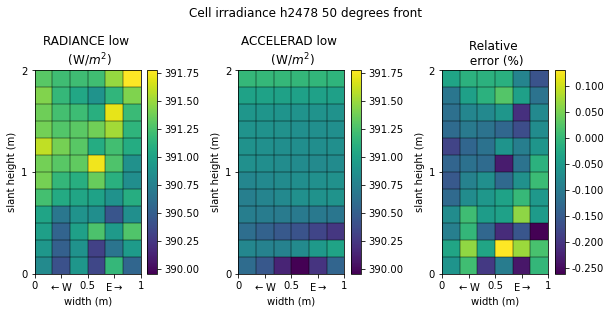 Cell irradiance h2478 50 degrees front
RADIANCE low
(W/m²)
ACCELERAD low
(W/m²)
Relative
error (%)
slant height (m)
2
1
0
0
←W
0.5
E→
1
width (m)
391.75
391.50
391.25
391.00
390.75
390.50
390.25
390.00
slant height (m)
2
1
0
0
←W
0.5
E→
1
width (m)
391.75
391.50
391.25
391.00
390.75
390.50
390.25
390.00
slant height (m)
2
1
0
0
←W
0.5
E→
1
width (m)
0.100
0.050
0.000
-0.050
-0.100
-0.150
-0.200
-0.250